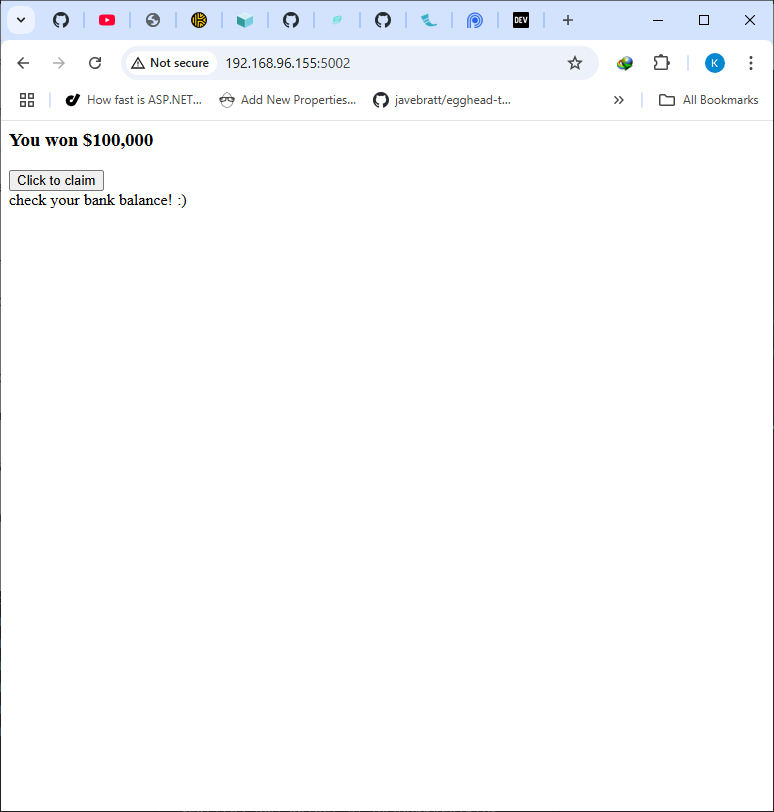 DEV
Not secure 192.168.96.155:5002 K
How fast is ASP.NET... Add New Properties... javebratt/egghead-t... All Bookmarks
You won $100,000
Click to claim
check your bank balance! :)